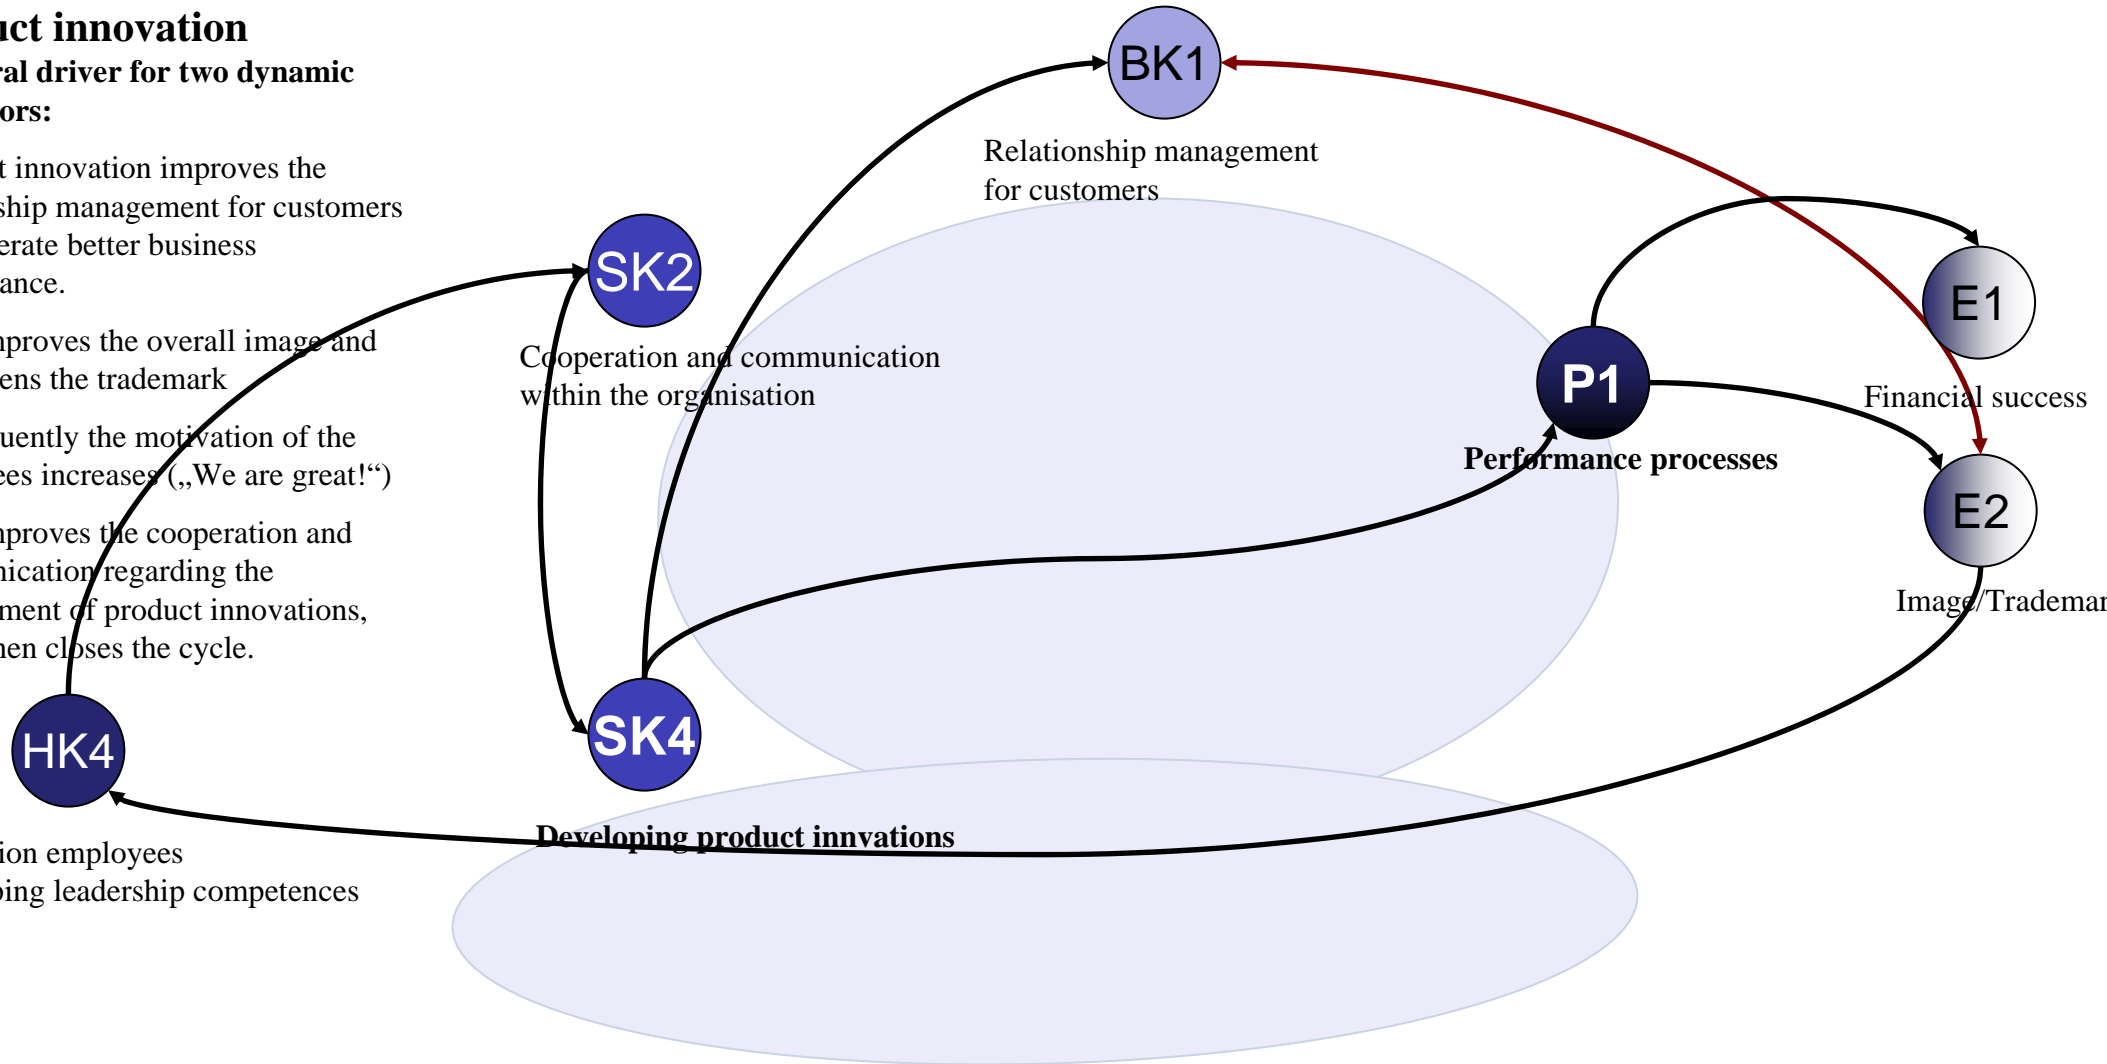 uct innovation
ral driver for two dynamic
ors:
t innovation improves the
ship management for customers
erate better business
ance.
nproves the overall image and
ens the trademark
uently the motivation of the
ees increases („We are great!“)
nproves the cooperation and
nication regarding the
ment of product innovations,
hen closes the cycle.
HK4
ion employees
ping leadership competences
SK2
Cooperation and communication
within the organisation
SK4
Developing product innvations
BK1
Relationship management
for customers
P1
Performance processes
E1
Financial success
E2
Image/Trademar